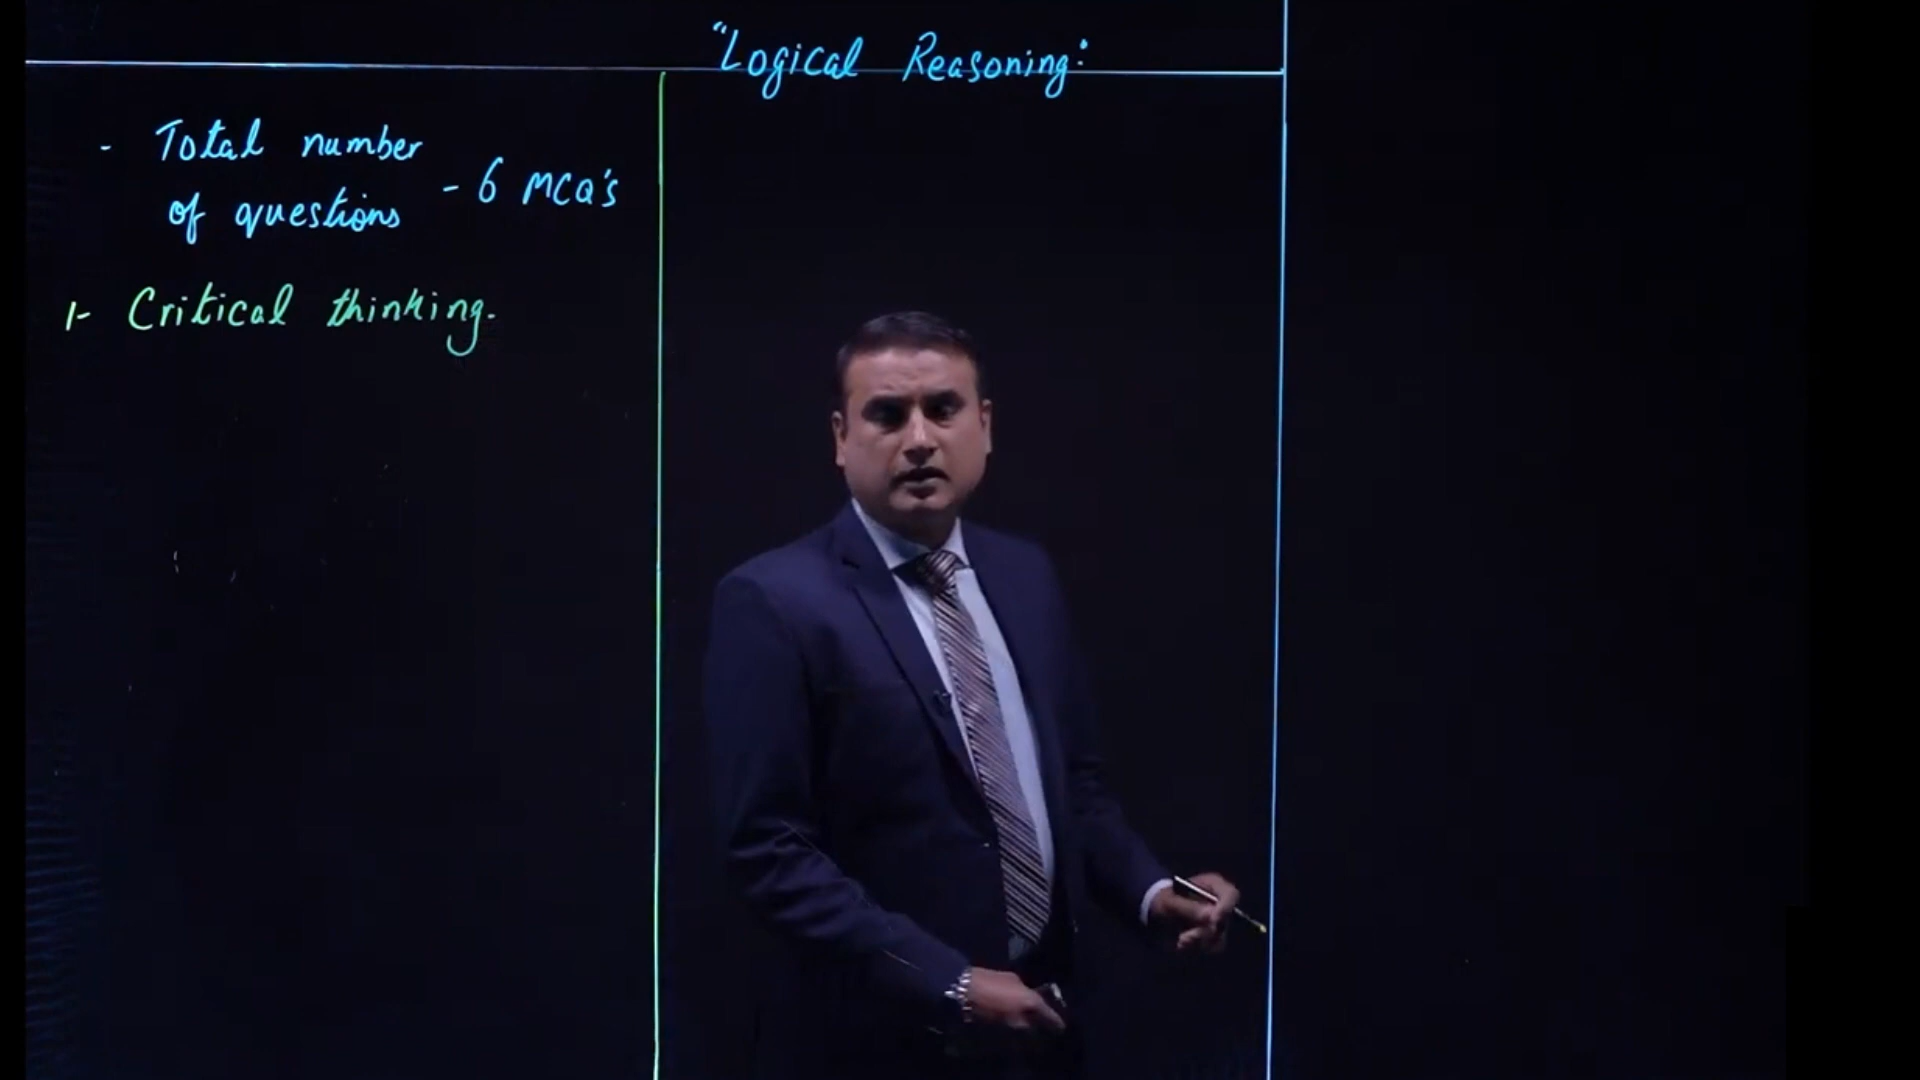 "Logical Reasoning:
- Total number
of questions - 6 MCQ's
1- Critical thinking.